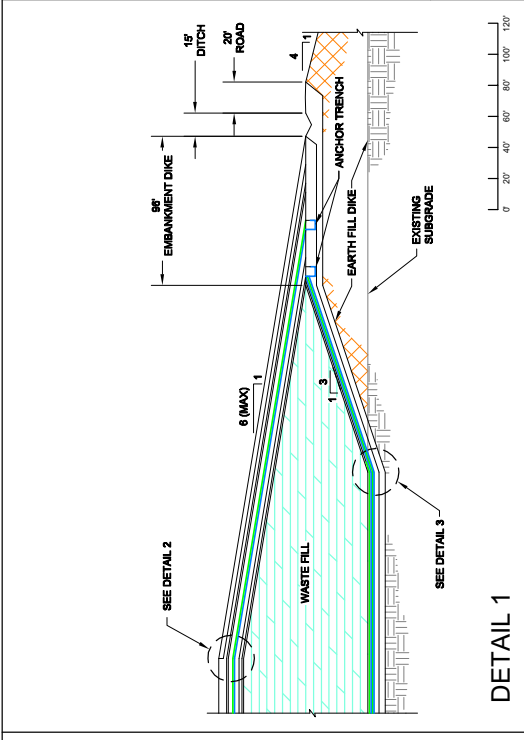 SEE DETAIL 2
6 (MAX)
1
96'
EMBANKMENT DIKE
15'
DITCH
20'
ROAD
4
1
WASTE FILL
3
1
ANCHOR TRENCH
EARTH FILL DIKE
EXISTING
SUBGRADE
SEE DETAIL 3
DETAIL 1
0'
20'
40'
60'
80'
100'
120'